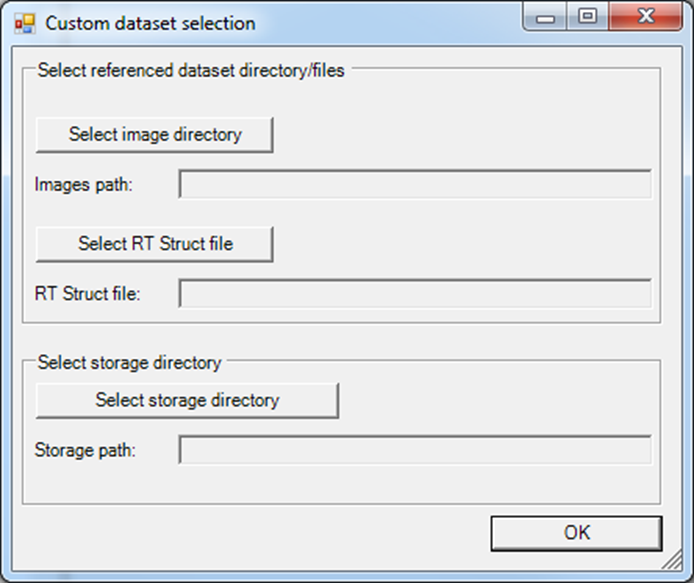 Custom dataset selection
Select referenced dataset directory/files
Select image directory
Images path:
Select RT Struct file
RT Struct file:
Select storage directory
Select storage directory
Storage path:
OK